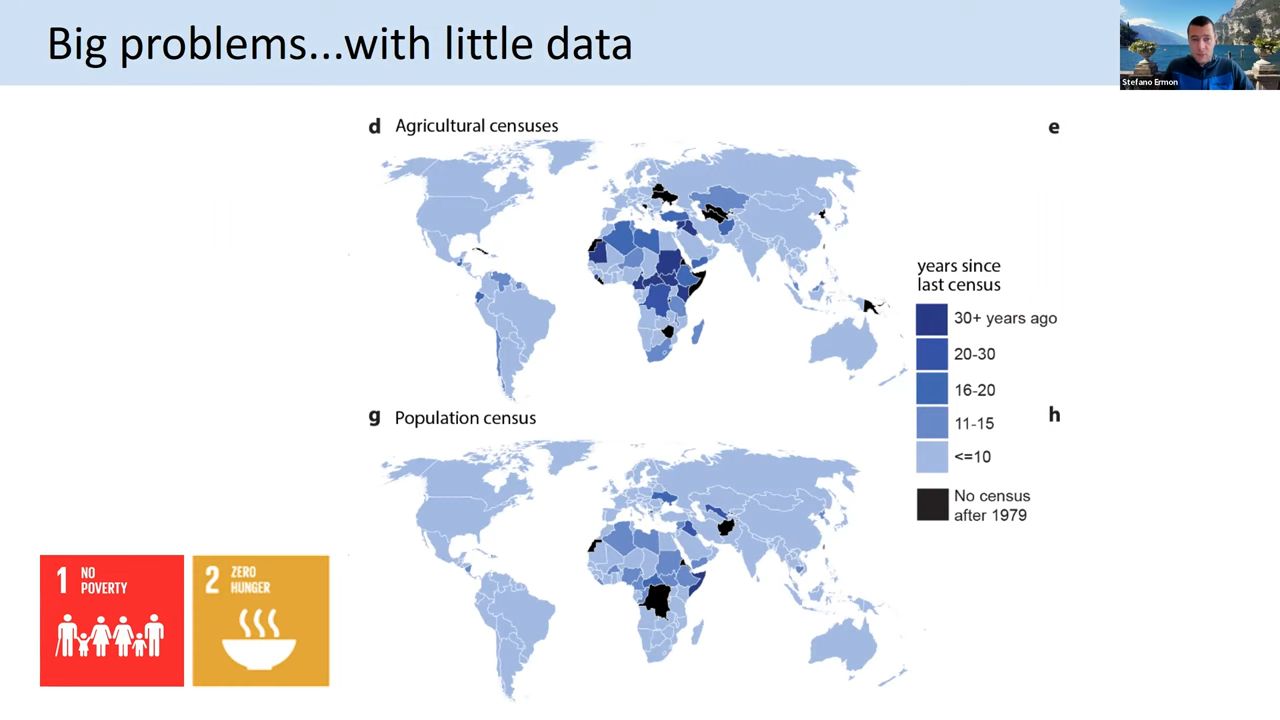 Big problems...with little data
Stefano Ermon
d Agricultural censuses
e
years since
last census
30+ years ago
20-30
16-20
11-15
<=10
No census
after 1979
g Population census
h
1 NO
POVERTY
2 ZERO
HUNGER